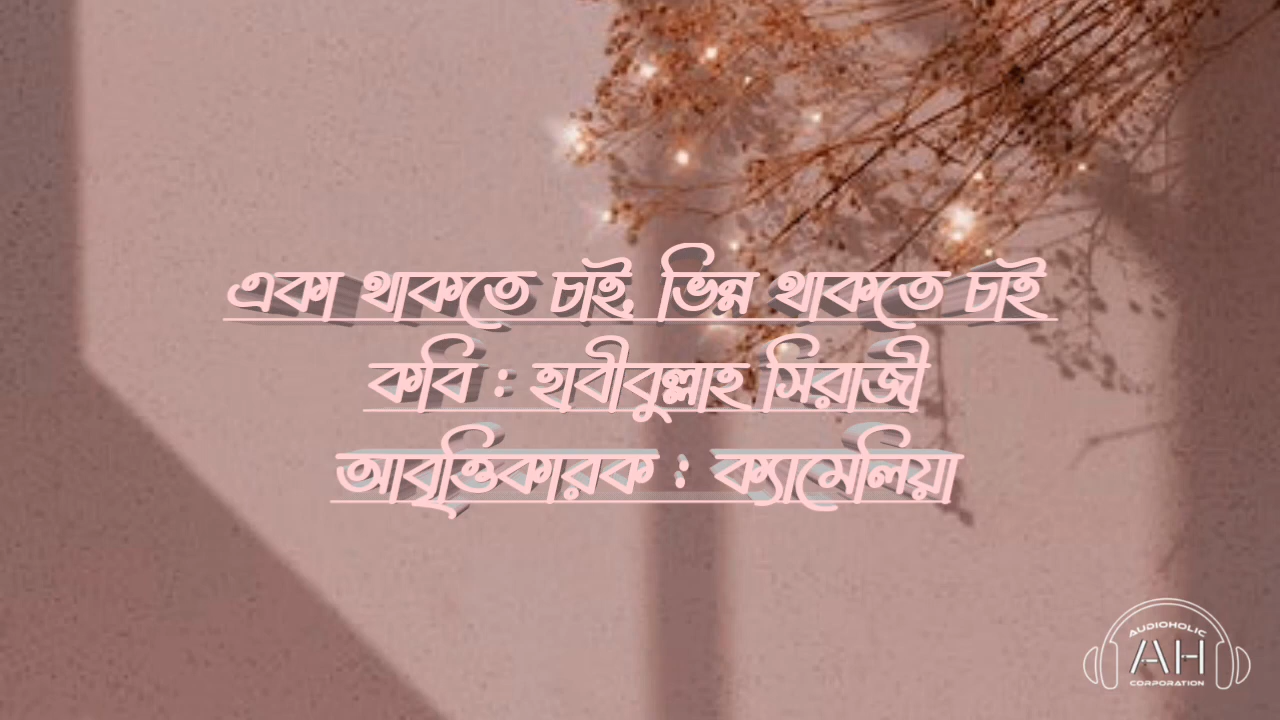 একা থাকতে চাই, ভিন্ন থাকতে চাই
কবি : হাবীবুল্লাহ সিরাজী
আবৃত্তিকারক : ক্যামেলিয়া
AUDIOHOLIC
AH
CORPORATION